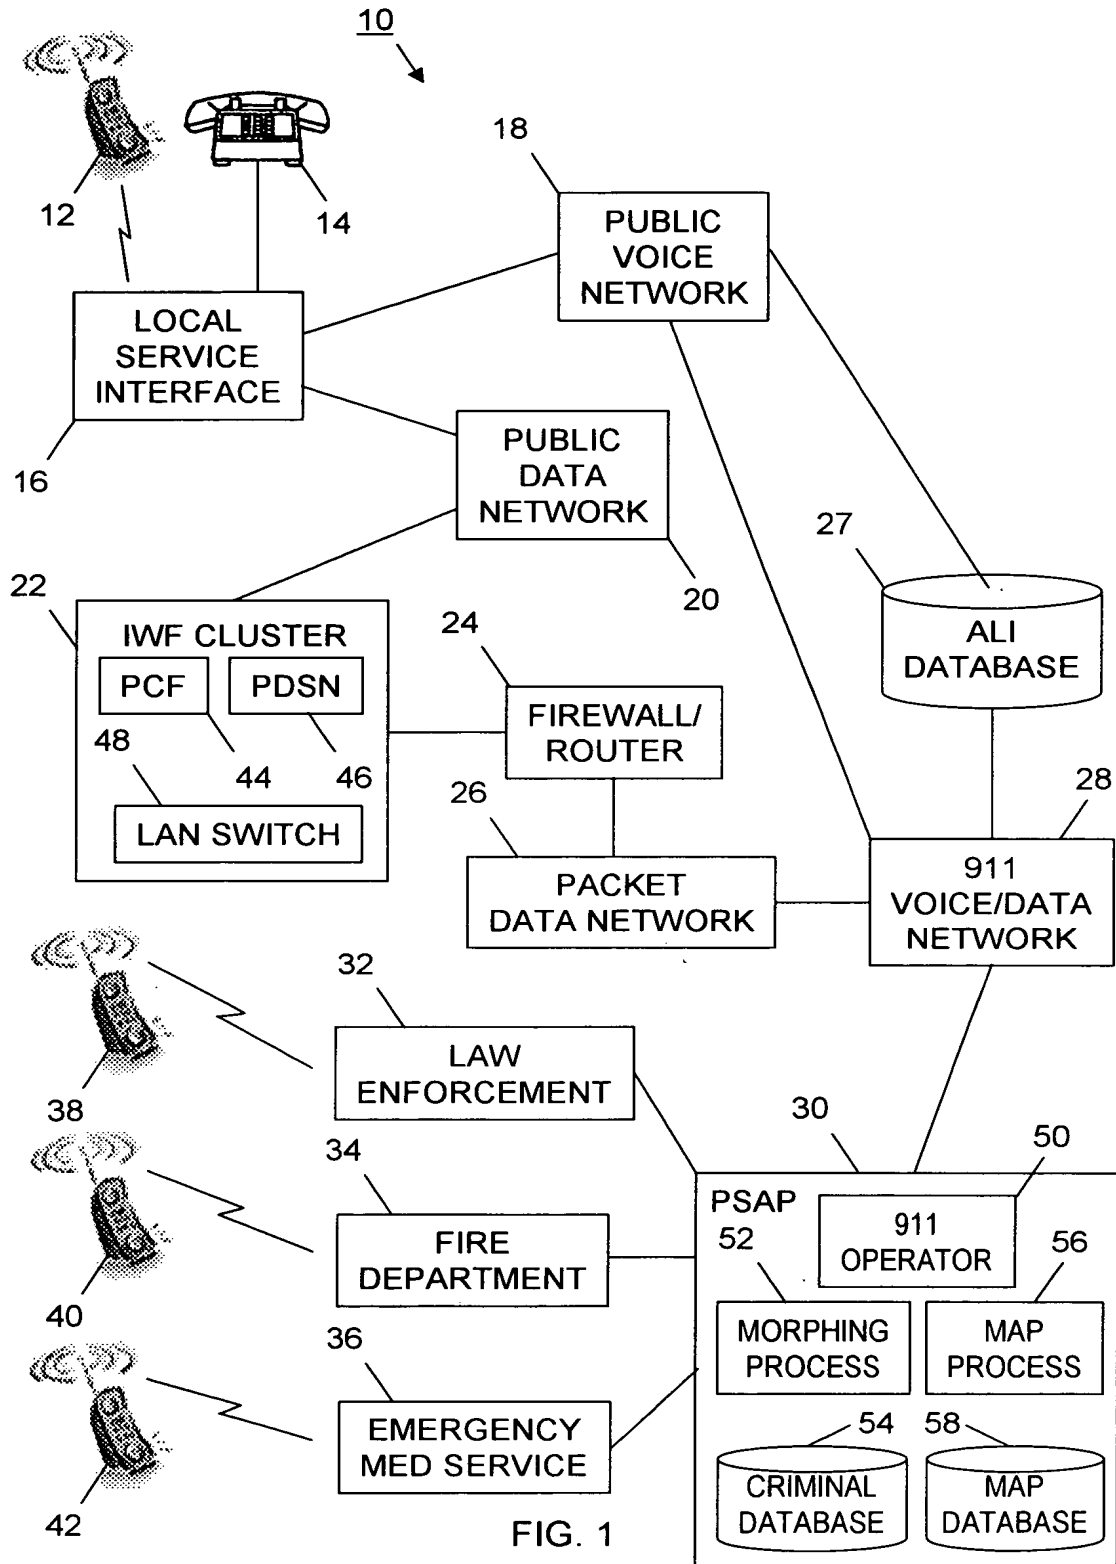 10
12
14
18
PUBLIC
VOICE
NETWORK
LOCAL
SERVICE
INTERFACE
16
PUBLIC
DATA
NETWORK
20
27
ALI
DATABASE
22
IWF CLUSTER
PCF
PDSN
48
44
46
LAN SWITCH
24
FIREWALL/
ROUTER
26
PACKET
DATA NETWORK
28
911
VOICE/DATA
NETWORK
38
32
LAW
ENFORCEMENT
40
34
FIRE
DEPARTMENT
42
36
EMERGENCY
MED SERVICE
30
50
PSAP
911
OPERATOR
52
56
MORPHING
PROCESS
MAP
PROCESS
54
58
CRIMINAL
DATABASE
MAP
DATABASE
FIG. 1